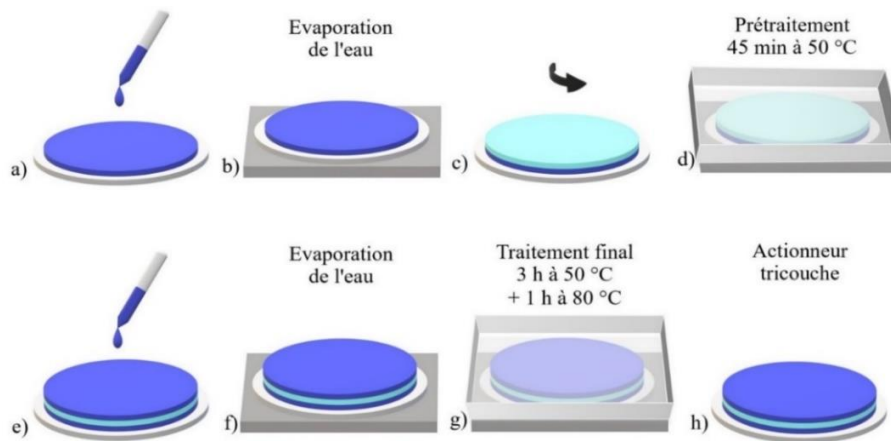 Evaporation
de l'eau
Prétraitement
45 min à 50 °C
a)
b)
c)
d)
Evaporation
de l'eau
Traitement final
3 h à 50 °C
+ 1 h à 80 °C
Actionneur
tricouche
e)
f)
g)
h)